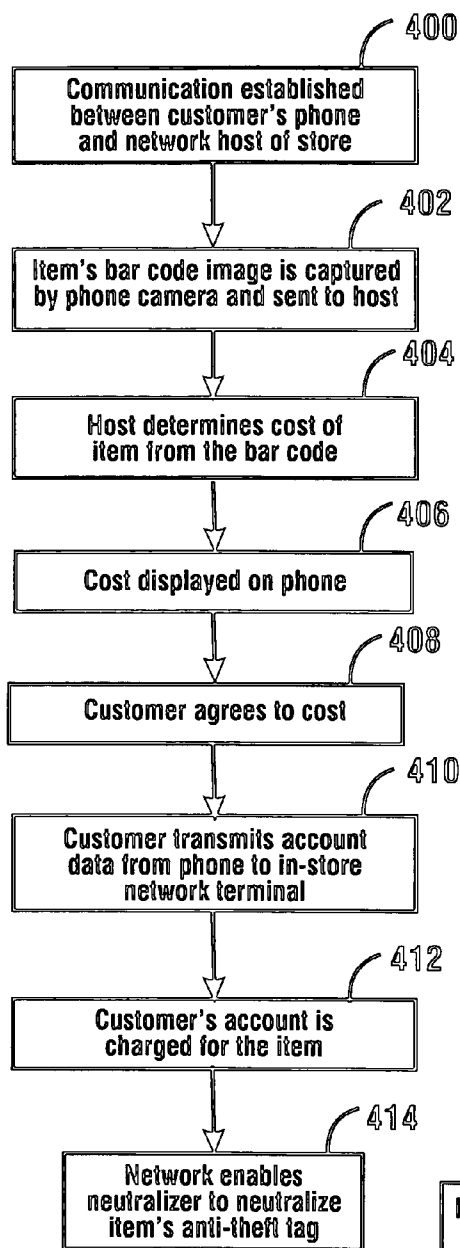 400
Communication established
between customer's phone
and network host of store
402
Item's bar code image is captured
by phone camera and sent to host
404
Host determines cost of
item from the bar code
406
Cost displayed on phone
408
Customer agrees to cost
410
Customer transmits account
data from phone to in-store
network terminal
412
Customer's account is
charged for the item
414
Network enables
neutralizer to neutralize
item's anti-theft tag